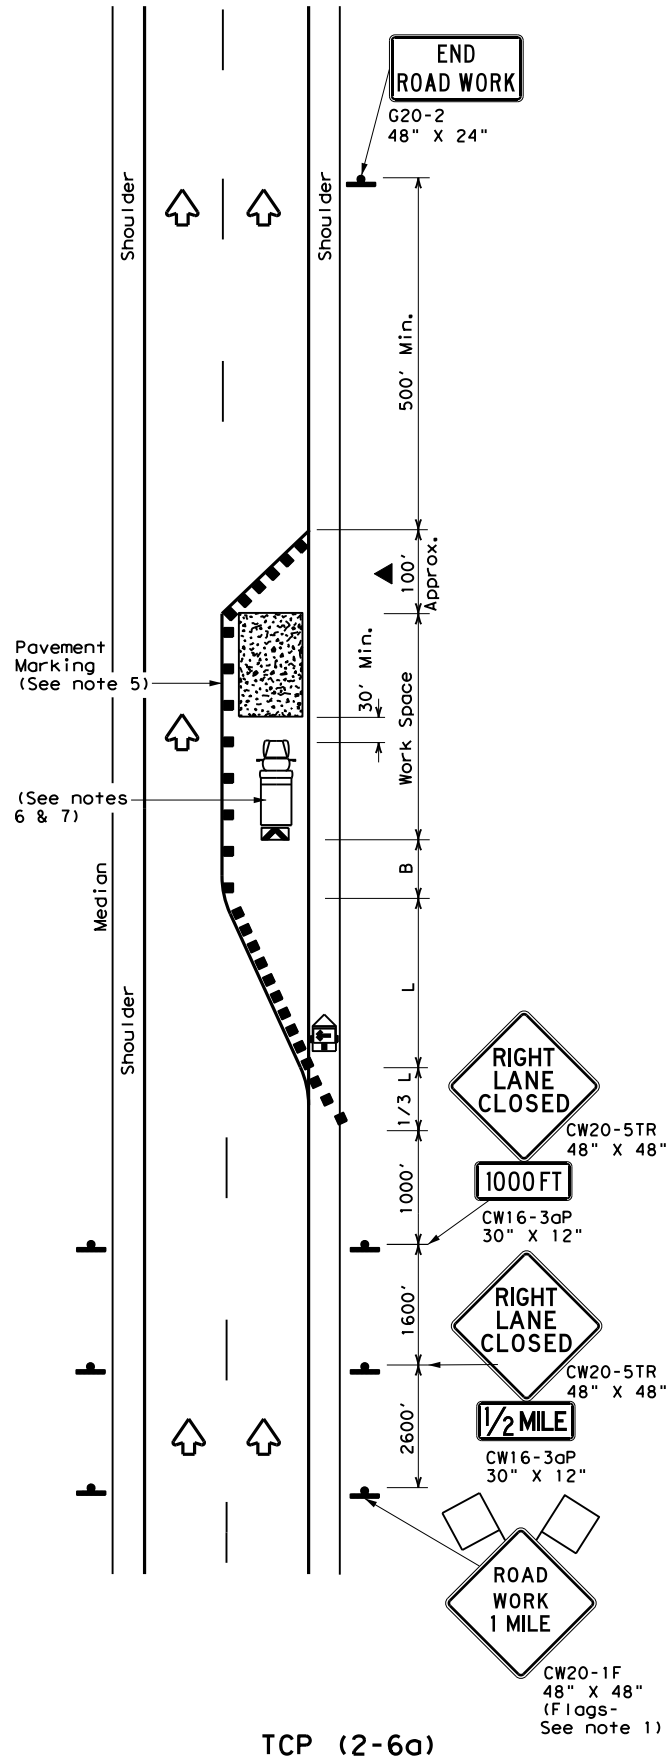 END
ROAD WORK
G20-2
48" X 24"
Shoulder
Shoulder
500' Min.
100'
Approx.
Pavement
Marking
(See note 5)
30' Min.
Work Space
(See notes
6 & 7)
B
Median
L
Shoulder
1/3 L
RIGHT
LANE
CLOSED
CW20-5TR
48" X 48"
1000 FT
CW16-3aP
30" X 12"
1000'
1600'
RIGHT
LANE
CLOSED
CW20-5TR
48" X 48"
1/2 MILE
CW16-3aP
30" X 12"
2600'
ROAD
WORK
1 MILE
CW20-1F
48" X 48"
(Flags-
See note 1)
TCP (2-6a)